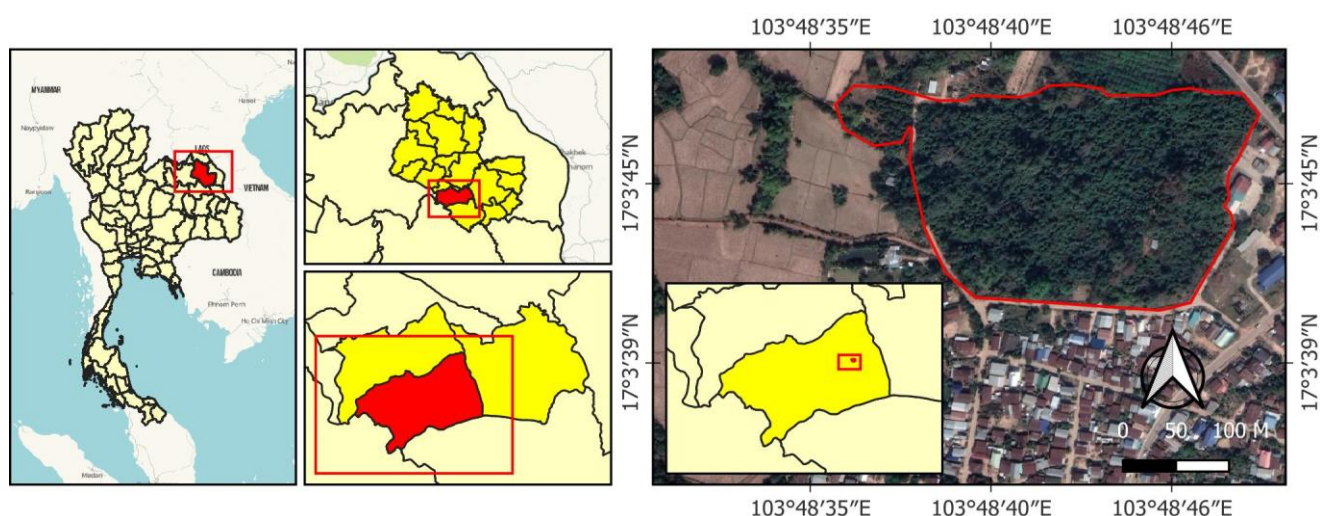 MYANMAR
Naypyidaw
Hanoi
LAOS
VIETNAM
CAMBODIA
Phnom Penh
Ho Chi Minh City
Medan
103°48′35″E 103°48′40″E 103°48′46″E
17°3′45″N
17°3′39″N
17°3′45″N
17°3′39″N
0 50 100 M
103°48′35″E 103°48′40″E 103°48′46″E